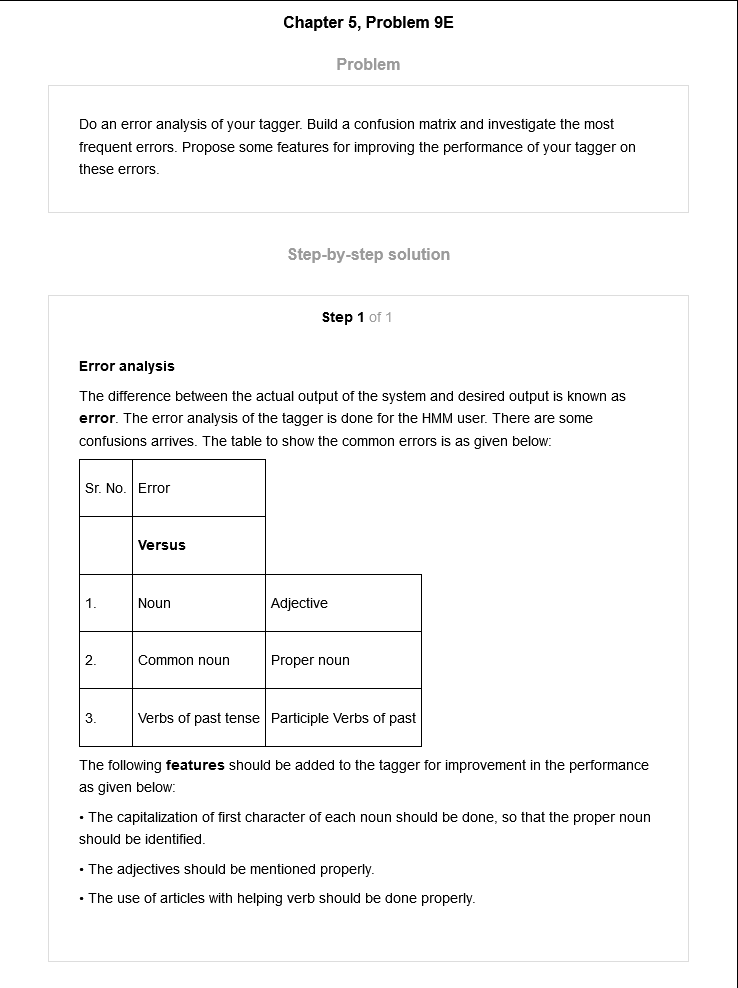 Chapter 5, Problem 9E
Problem
Do an error analysis of your tagger. Build a confusion matrix and investigate the most
frequent errors. Propose some features for improving the performance of your tagger on
these errors.
Step-by-step solution
Step 1 of 1
Error analysis
The difference between the actual output of the system and desired output is known as
error. The error analysis of the tagger is done for the HMM user. There are some
confusions arrives. The table to show the common errors is as given below:
Sr. No. Error
Versus
1. Noun Adjective
2. Common noun Proper noun
3. Verbs of past tense Participle Verbs of past
The following features should be added to the tagger for improvement in the performance
as given below:
• The capitalization of first character of each noun should be done, so that the proper noun
should be identified.
• The adjectives should be mentioned properly.
• The use of articles with helping verb should be done properly.